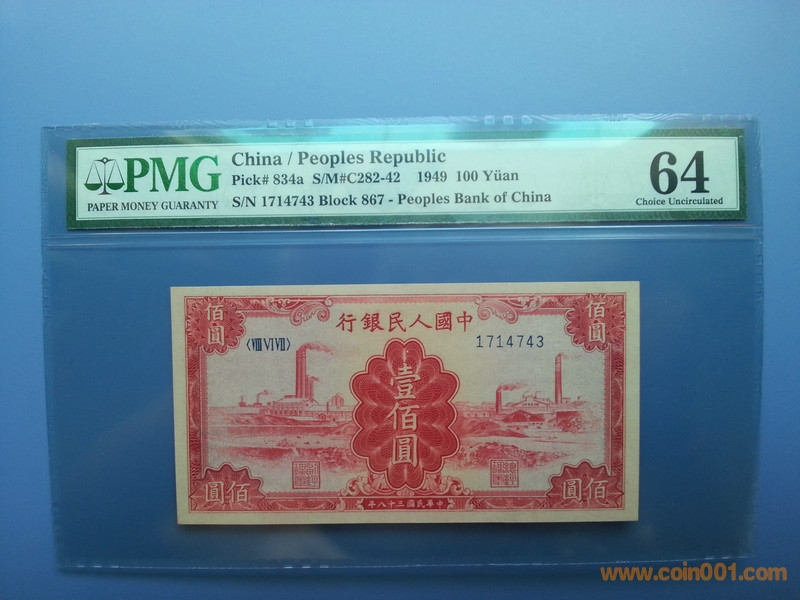 PMG
PAPER MONEY GUARANTY
China / Peoples Republic
Pick# 834a S/M#C282-42 1949 100 Yüan
S/N 1714743 Block 867 - Peoples Bank of China
64
Choice Uncirculated
佰圓
行銀民人國中
佰圓
〈VIII VI VII〉
1714743
壹佰圓
圓佰
圓佰
年八十三國民華中
www.coin001.com